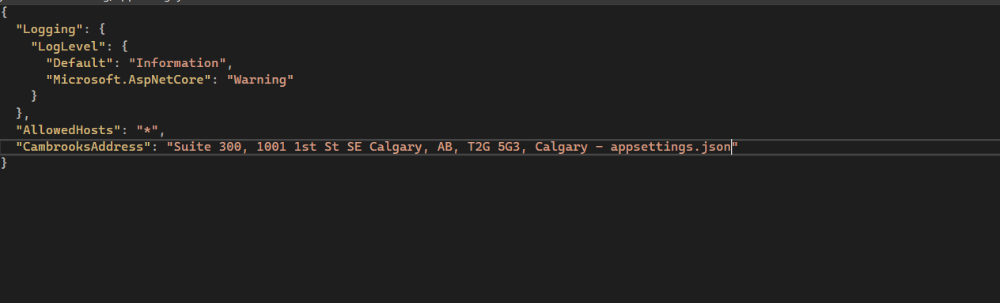 {
"Logging": {
"LogLevel": {
"Default": "Information",
"Microsoft.AspNetCore": "Warning"
}
},
"AllowedHosts": "*",
"CambrooksAddress": "Suite 300, 1001 1st St SE Calgary, AB, T2G 5G3, Calgary - appsettings.json"
}